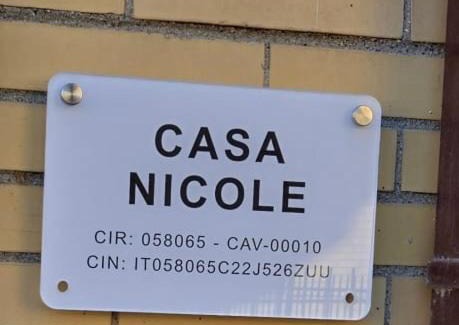 CASA
NICOLE
CIR: 058065 - CAV-00010
CIN: IT058065C22J526ZUU